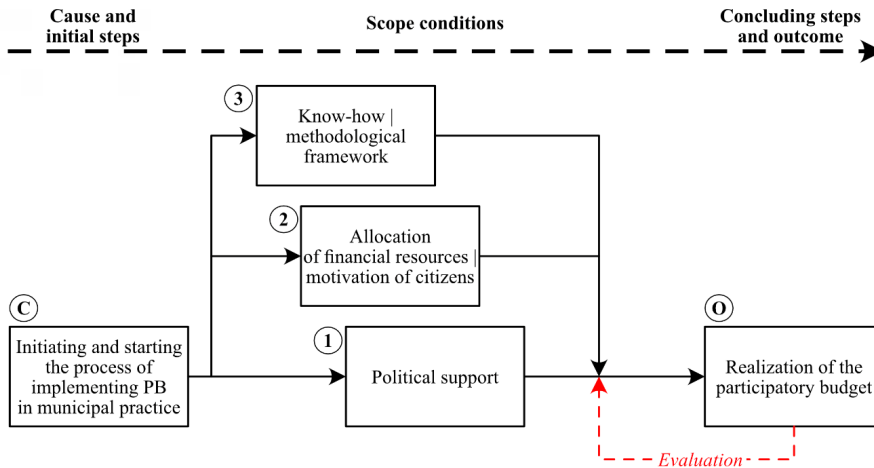 Cause and
initial steps
Scope conditions
Concluding steps
and outcome
3
Know-how |
methodological
framework
2
Allocation
of financial resources |
motivation of citizens
C
Initiating and starting
the process of
implementing PB
in municipal practice
1
Political support
O
Realization of the
participatory budget
Evaluation